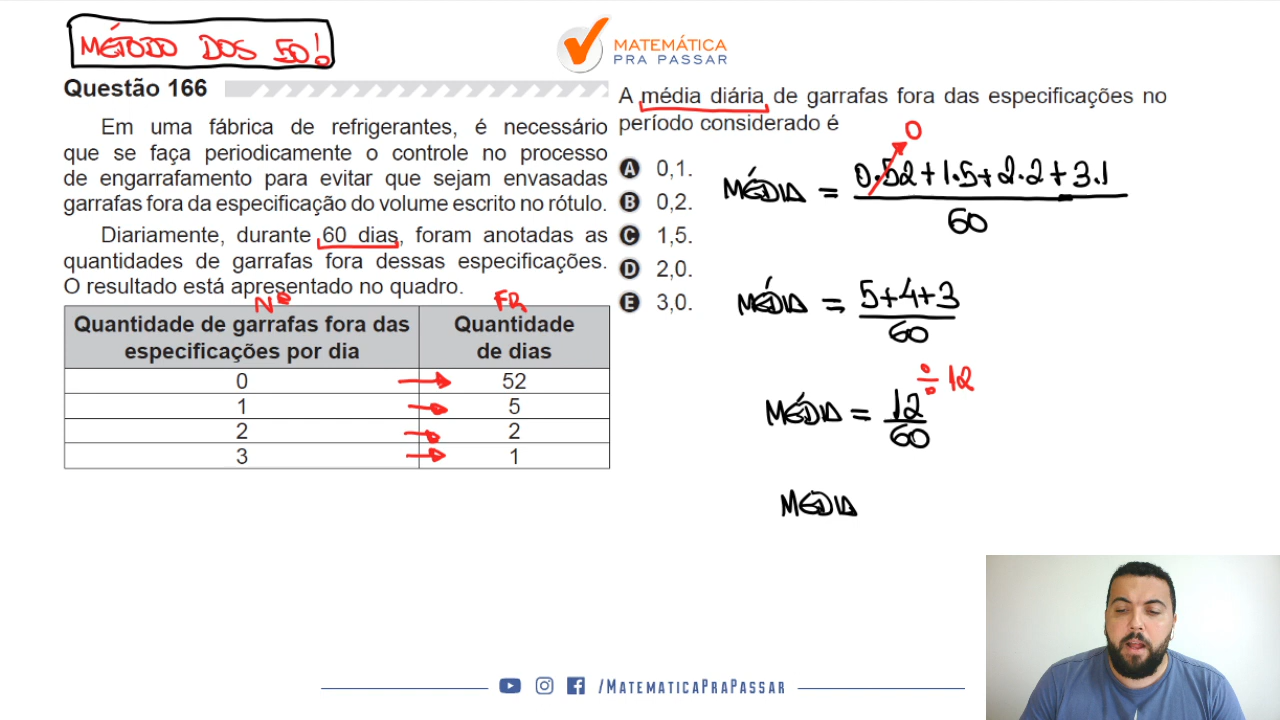 MÉTODO DOS 50!
MATEMÁTICA
PRA PASSAR
Questão 166
Em uma fábrica de refrigerantes, é necessário
que se faça periodicamente o controle no processo
de engarrafamento para evitar que sejam envasadas
garrafas fora da especificação do volume escrito no rótulo.
Diariamente, durante 60 dias, foram anotadas as
quantidades de garrafas fora dessas especificações.
O resultado está apresentado no quadro.
Nº FR
Quantidade de garrafas fora das especificações por dia
Quantidade de dias
0 52
1 5
2 2
3 1
A média diária de garrafas fora das especificações no
período considerado é
A 0,1.
B 0,2.
C 1,5.
D 2,0.
E 3,0.
0
MÉDIA = 0.52+1.5+2.2+3.1
60
MÉDIA = 5+4+3
60
÷12
MÉDIA = 12
60
MÉDIA
/MATEMATICAPRAPASSAR